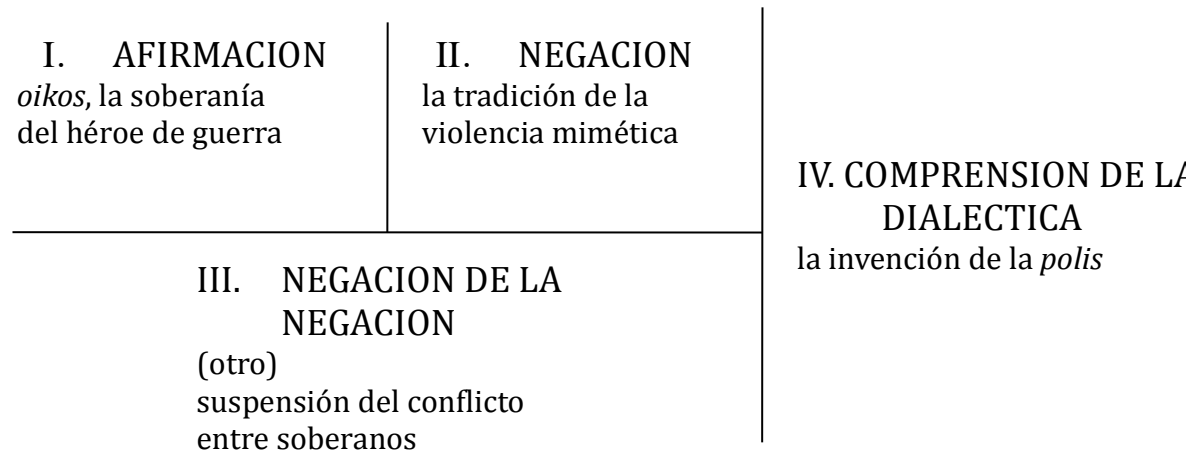 I. AFIRMACION
oikos, la soberanía
del héroe de guerra
II. NEGACION
la tradición de la
violencia mimética
III. NEGACION DE LA
NEGACION
(otro)
suspensión del conflicto
entre soberanos
IV. COMPRENSION DE LA
DIALECTICA
la invención de la polis